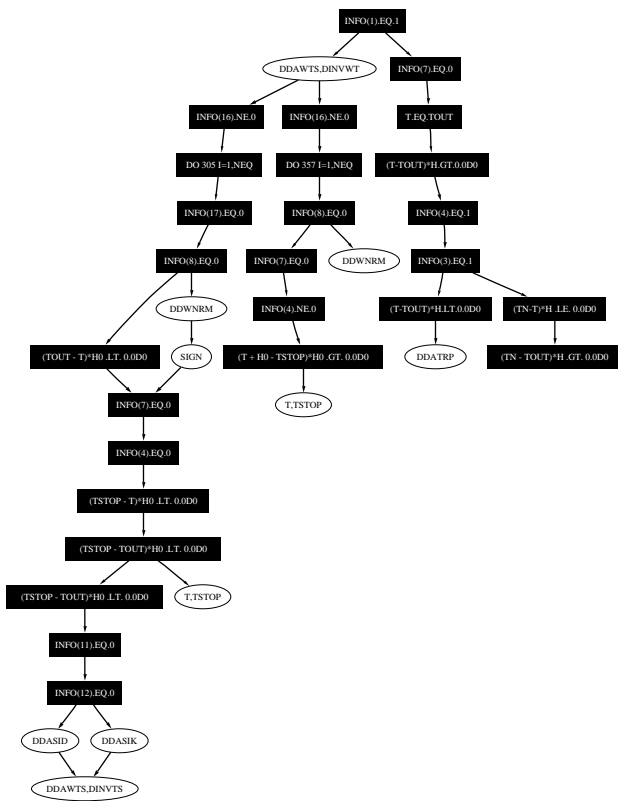 INFO(1).EQ.1
DDAWTS,DINVWT
INFO(7).EQ.0
INFO(16).NE.0
INFO(16).NE.0
T.EQ.TOUT
DO 305 I=1,NEQ
DO 357 I=1,NEQ
(T-TOUT)*H.GT.0.0D0
INFO(17).EQ.0
INFO(8).EQ.0
INFO(4).EQ.1
INFO(8).EQ.0
INFO(7).EQ.0
DDWNRM
INFO(3).EQ.1
DDWNRM
INFO(4).NE.0
(T-TOUT)*H.LT.0.0D0
(TN-T)*H .LE. 0.0D0
(TOUT - T)*H0 .LT. 0.0D0
SIGN
(T + H0 - TSTOP)*H0 .GT. 0.0D0
DDATRP
(TN - TOUT)*H .GT. 0.0D0
INFO(7).EQ.0
T,TSTOP
INFO(4).EQ.0
(TSTOP - T)*H0 .LT. 0.0D0
(TSTOP - TOUT)*H0 .LT. 0.0D0
(TSTOP - TOUT)*H0 .LT. 0.0D0
T,TSTOP
INFO(11).EQ.0
INFO(12).EQ.0
DDASID
DDASIK
DDAWTS,DINVTS